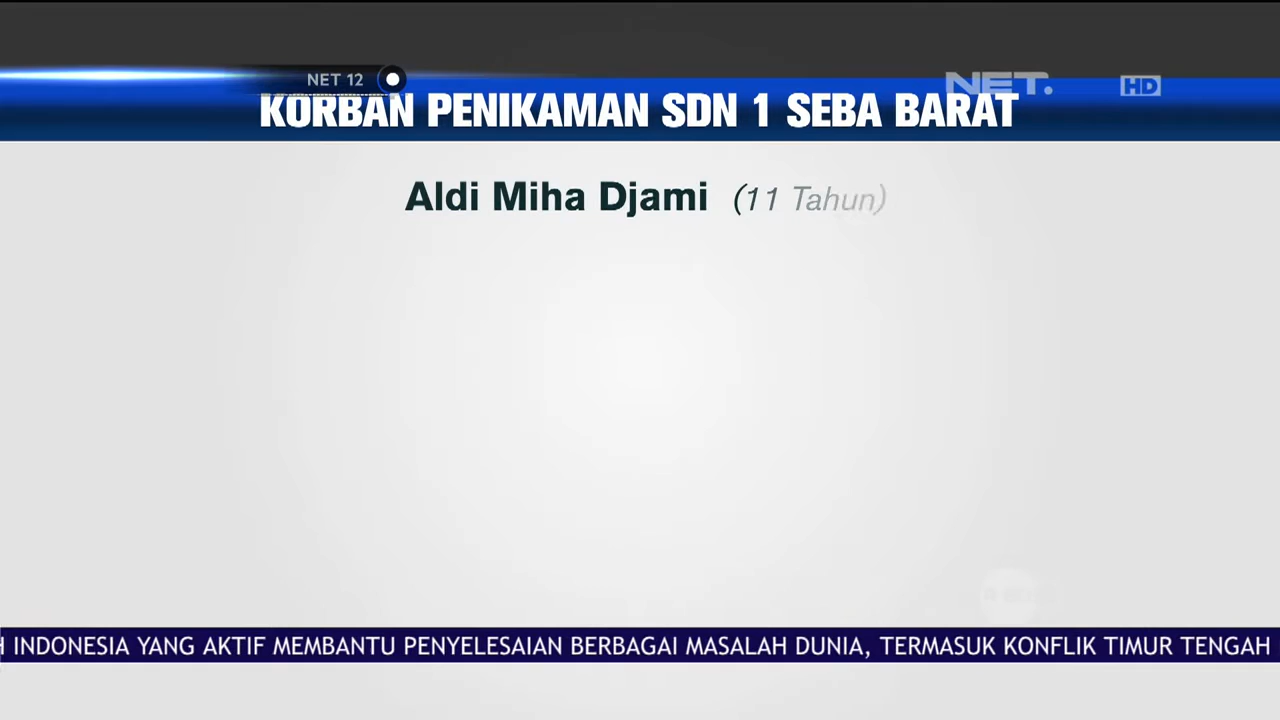 NET 12
NET.
HD
KORBAN PENIKAMAN SDN 1 SEBA BARAT
Aldi Miha Djami (11 Tahun)
INDONESIA YANG AKTIF MEMBANTU PENYELESAIAN BERBAGAI MASALAH DUNIA, TERMASUK KONFLIK TIMUR TENGAH